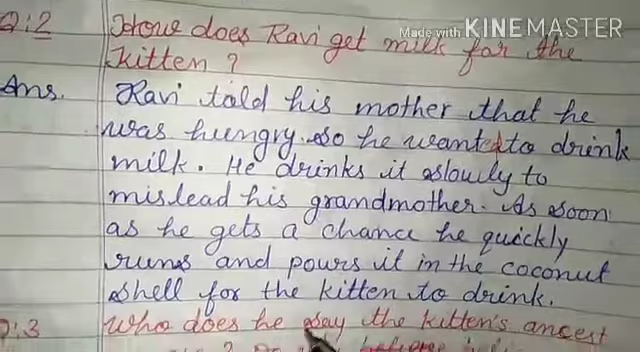 Made with KINEMASTER
Q:2 How does Ravi get milk for the
kitten ?
Ans. Ravi told his mother that he
was hungry. so he wanted to drink
milk. He drinks it slowly to
mislead his grandmother. As soon
as he gets a chance he quickly
runs and pours it in the coconut
shell for the kitten to drink.
Q:3 Who does he say the kitten's ancest